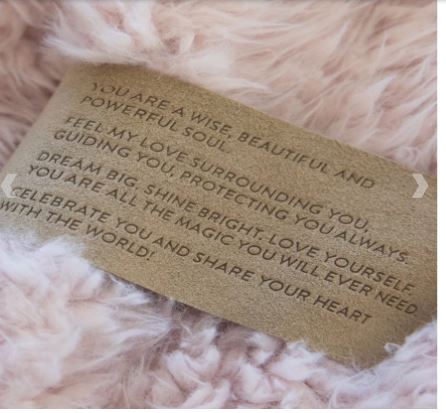 YOU ARE A WISE, BEAUTIFUL AND
POWERFUL SOUL
FEEL MY LOVE SURROUNDING YOU,
GUIDING YOU, PROTECTING YOU ALWAYS.
DREAM BIG, SHINE BRIGHT, LOVE YOURSELF
YOU ARE ALL THE MAGIC YOU WILL EVER NEED.
CELEBRATE YOU AND SHARE YOUR HEART
WITH THE WORLD!